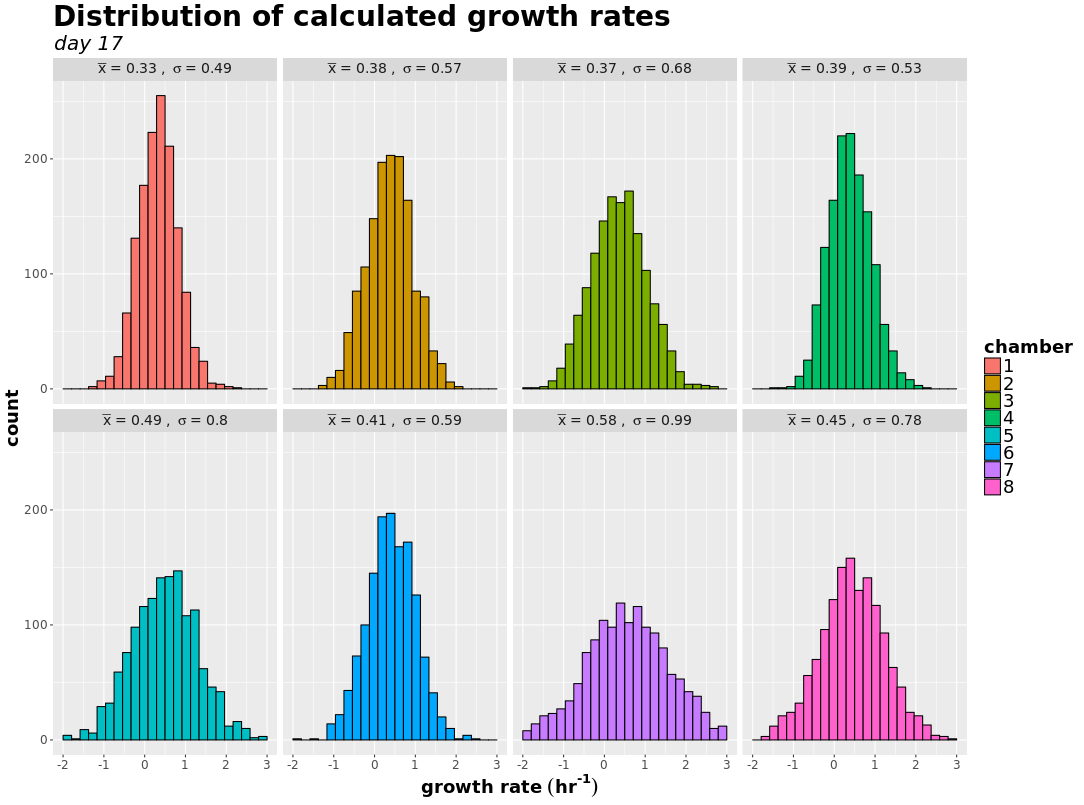 Distribution of calculated growth rates
day 17
x̅ = 0.33 , σ = 0.49
x̅ = 0.38 , σ = 0.57
x̅ = 0.37 , σ = 0.68
x̅ = 0.39 , σ = 0.53
200
100
0
x̅ = 0.49 , σ = 0.8
x̅ = 0.41 , σ = 0.59
x̅ = 0.58 , σ = 0.99
x̅ = 0.45 , σ = 0.78
200
100
0
-2 -1 0 1 2 3
-2 -1 0 1 2 3
-2 -1 0 1 2 3
-2 -1 0 1 2 3
count
growth rate (hr⁻¹)
chamber
1
2
3
4
5
6
7
8